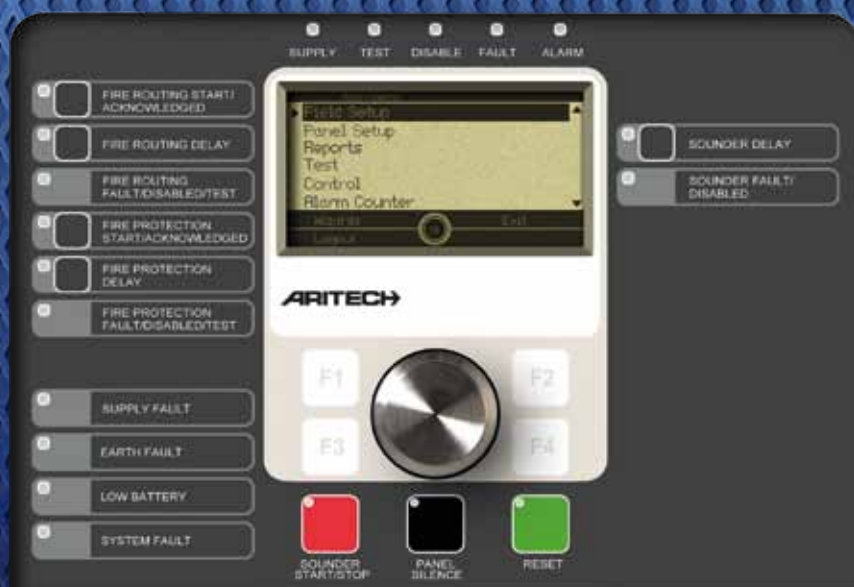 SUPPLY TEST DISABLE FAULT ALARM
FIRE ROUTING START/
ACKNOWLEDGED
FIRE ROUTING DELAY
FIRE ROUTING
FAULT/DISABLED/TEST
FIRE PROTECTION
START/ACKNOWLEDGED
FIRE PROTECTION
DELAY
FIRE PROTECTION
FAULT/DISABLED/TEST
SUPPLY FAULT
EARTH FAULT
LOW BATTERY
SYSTEM FAULT
Field Setup
Panel Setup
Reports
Test
Control
Alarm Counter
Exit
Logout
ARITECH
F1
F2
F3
F4
SOUNDER
START/STOP
PANEL
SILENCE
RESET
SOUNDER DELAY
SOUNDER FAULT/
DISABLED